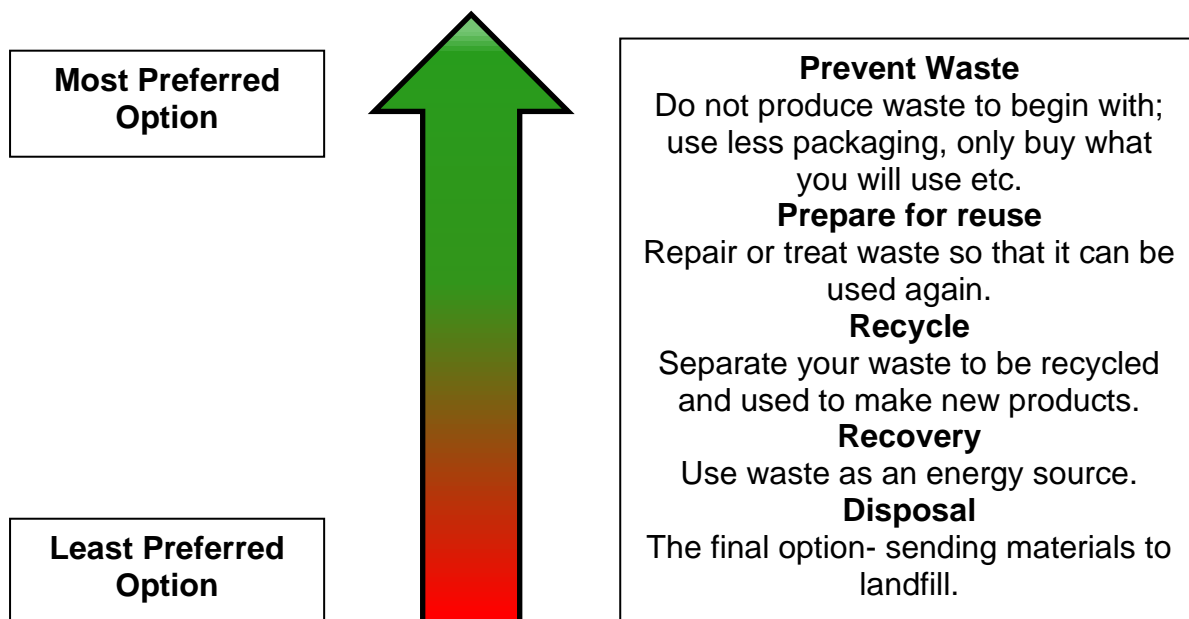 Most Preferred
Option
Prevent Waste
Do not produce waste to begin with;
use less packaging, only buy what
you will use etc.
Prepare for reuse
Repair or treat waste so that it can be
used again.
Recycle
Separate your waste to be recycled
and used to make new products.
Recovery
Use waste as an energy source.
Disposal
The final option- sending materials to
landfill.
Least Preferred
Option